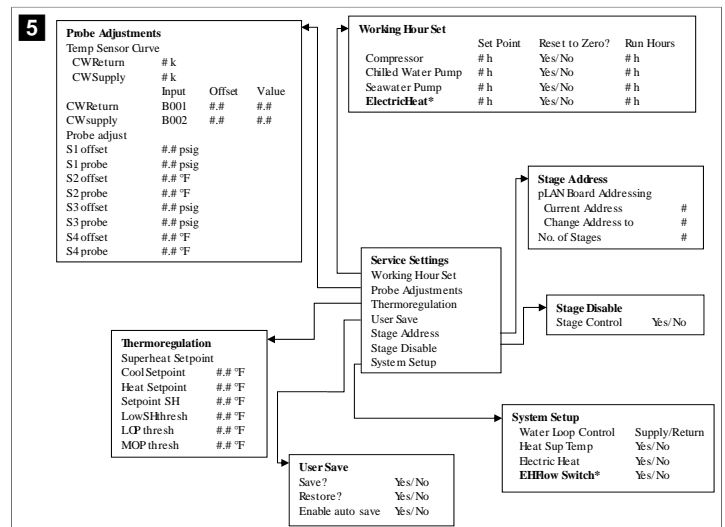 5
Probe Adjustments
Temp Sensor Curve
CWReturn # k
CWSupply # k
Input Offset Value
CWReturn B001 #.# #.#
CWsupply B002 #.# #.#
Probe adjust
S1 offset #.# psig
S1 probe #.# psig
S2 offset #.# °F
S2 probe #.# °F
S3 offset #.# psig
S3 probe #.# psig
S4 offset #.# °F
S4 probe #.# °F
Working Hour Set
Set Point Reset to Zero? Run Hours
Compressor # h Yes/No # h
Chilled Water Pump # h Yes/No # h
Seawater Pump # h Yes/No # h
ElectricHeat* # h Yes/No # h
Stage Address
pLAN Board Addressing
Current Address #
Change Address to #
No. of Stages #
Service Settings
Working Hour Set
Probe Adjustments
Thermoregulation
User Save
Stage Address
Stage Disable
System Setup
Stage Disable
Stage Control Yes/No
Thermoregulation
Superheat Setpoint
Cool Setpoint #.# °F
Heat Setpoint #.# °F
Setpoint SH #.# °F
LowSHthresh #.# °F
LOP thresh #.# °F
MOP thresh #.# °F
System Setup
Water Loop Control Supply/Return
Heat Sup Temp Yes/No
Electric Heat Yes/No
EHFlow Switch* Yes/No
User Save
Save? Yes/No
Restore? Yes/No
Enable auto save Yes/No